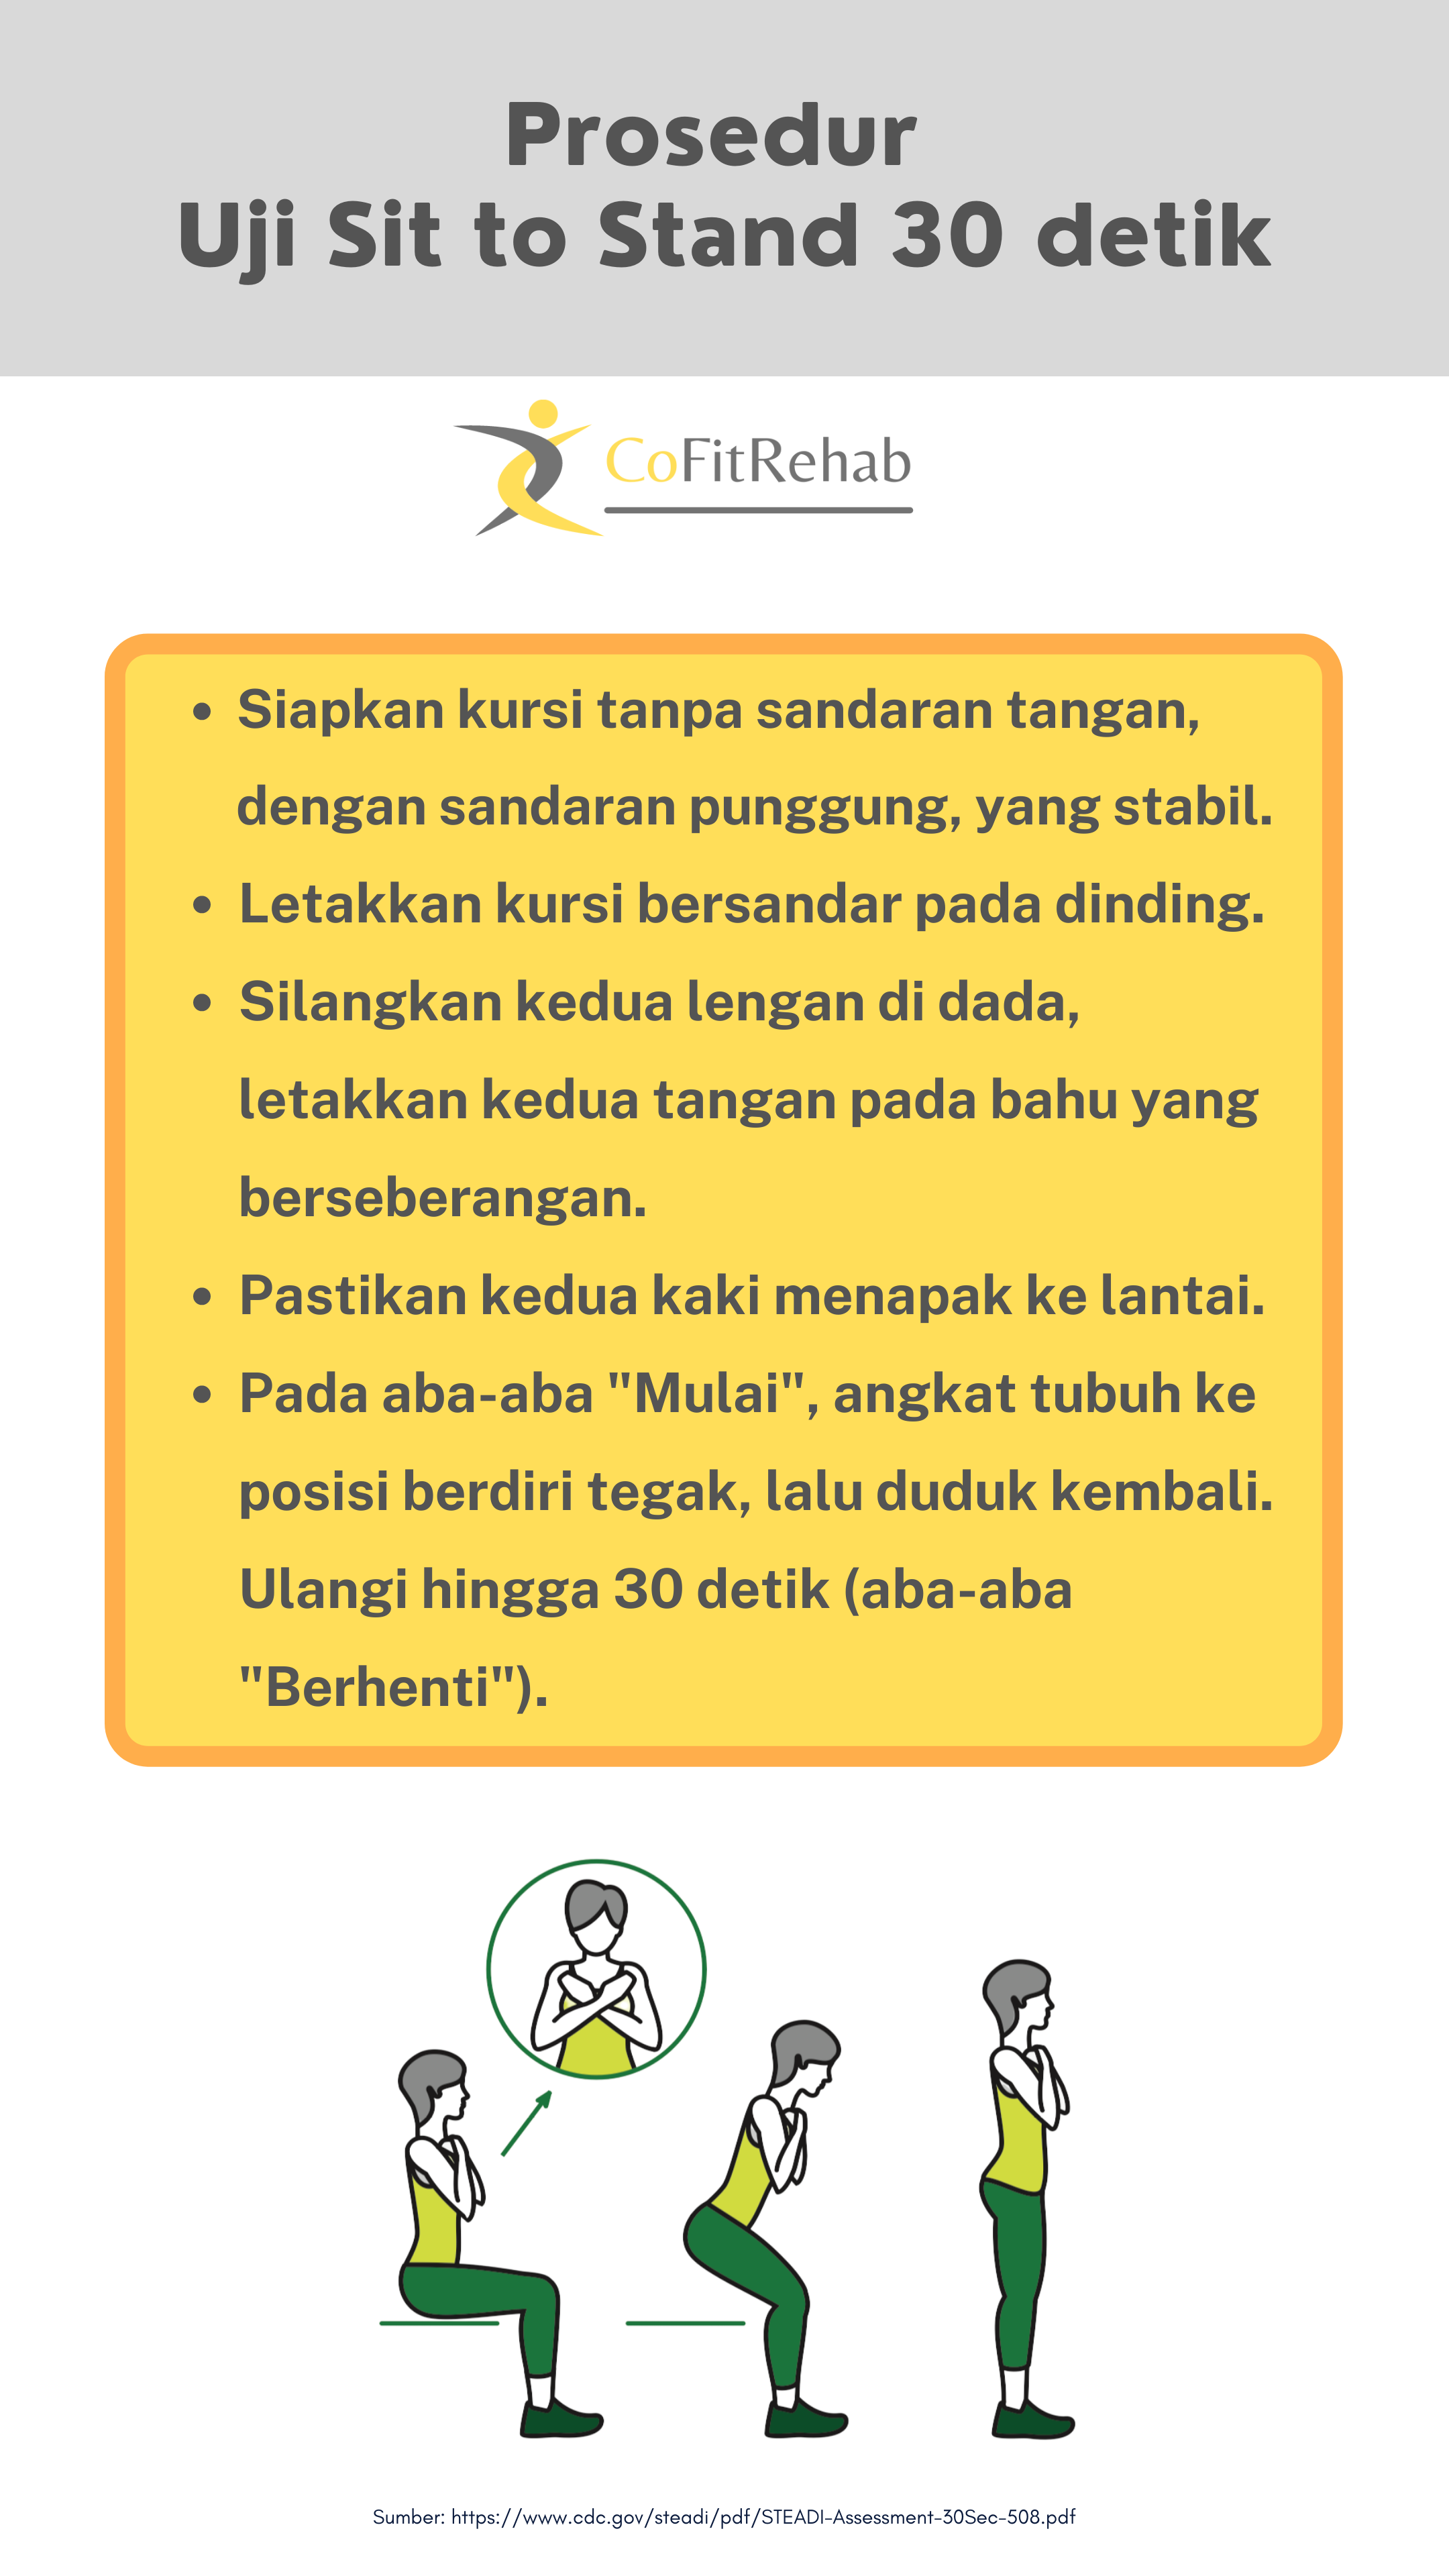 Prosedur
Uji Sit to Stand 30 detik
CoFitRehab
• Siapkan kursi tanpa sandaran tangan,
dengan sandaran punggung, yang stabil.
• Letakkan kursi bersandar pada dinding.
• Silangkan kedua lengan di dada,
letakkan kedua tangan pada bahu yang
berseberangan.
• Pastikan kedua kaki menapak ke lantai.
• Pada aba-aba "Mulai", angkat tubuh ke
posisi berdiri tegak, lalu duduk kembali.
Ulangi hingga 30 detik (aba-aba
"Berhenti").
Sumber: https://www.cdc.gov/steadi/pdf/STEADI-Assessment-30Sec-508.pdf